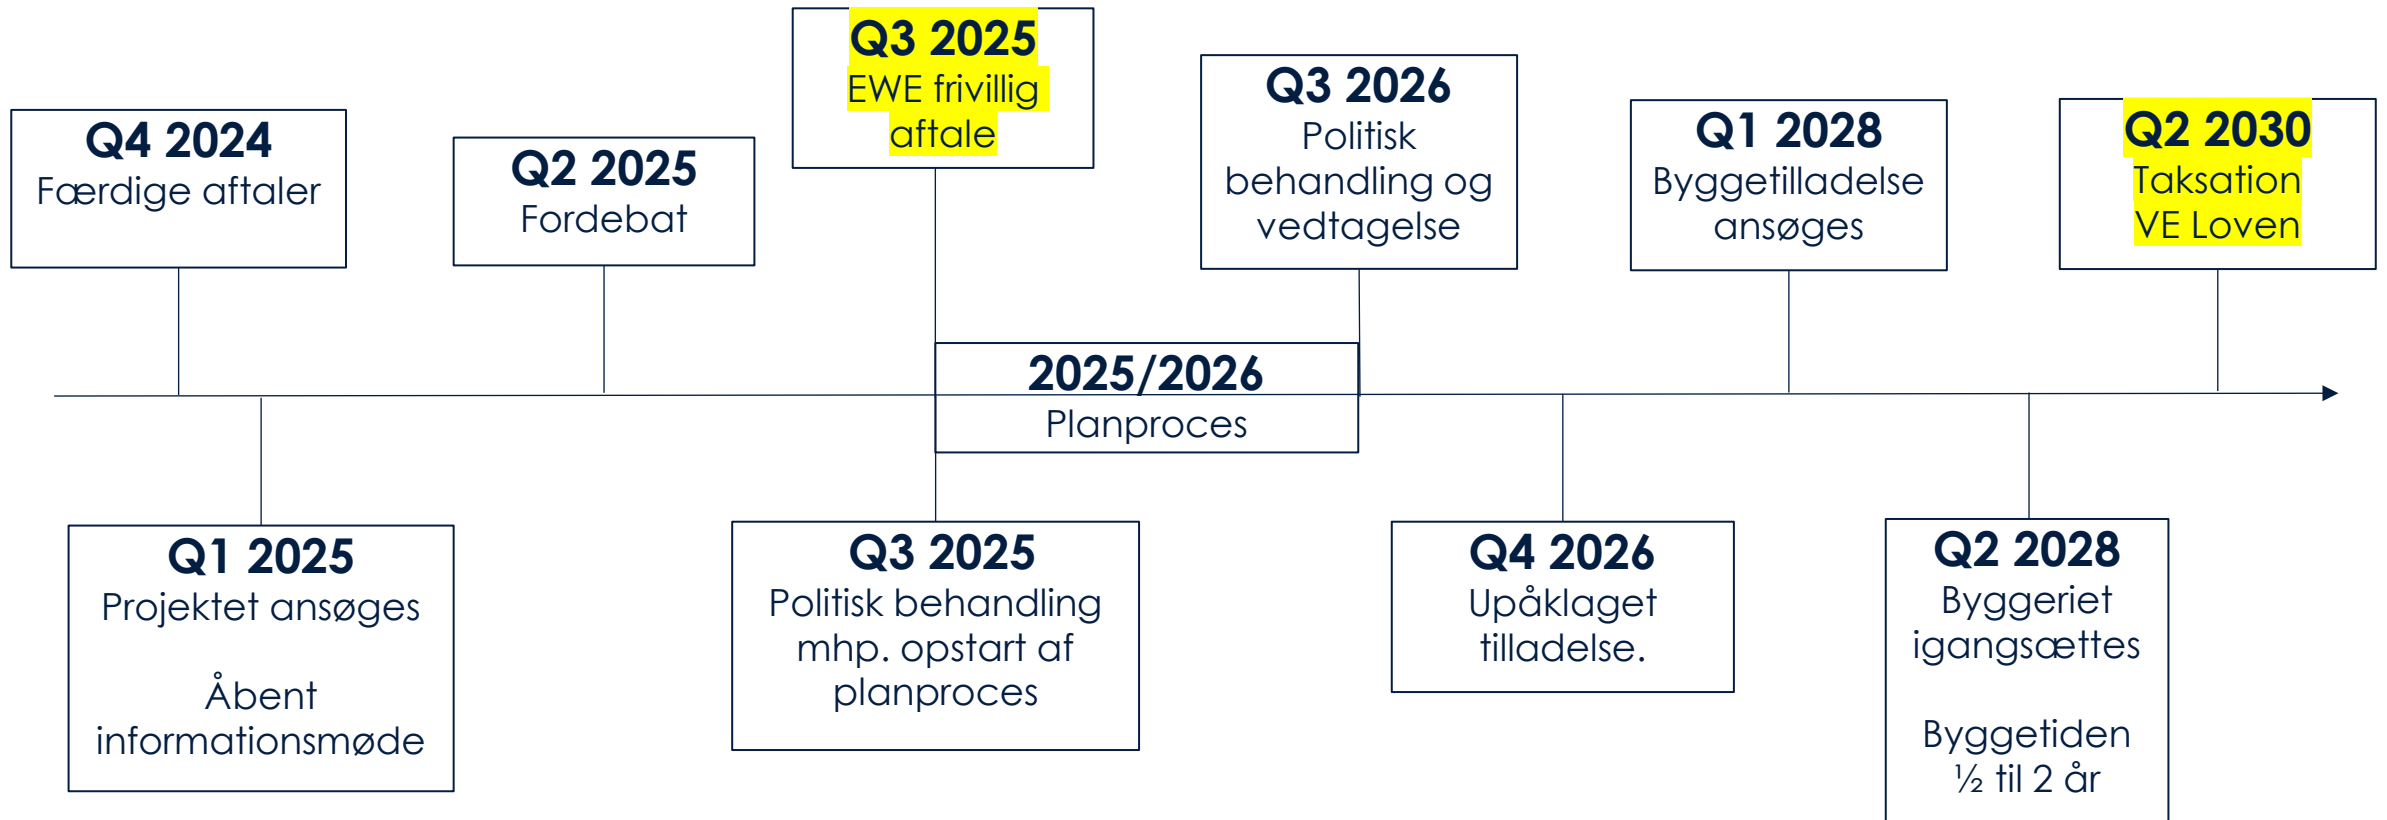 Q4 2024
Færdige aftaler
Q1 2025
Projektet ansøges
Åbent
informationsmøde
Q2 2025
Fordebat
Q3 2025
EWE frivillig
aftale
Q3 2025
Politisk behandling
mhp. opstart af
planproces
2025/2026
Planproces
Q3 2026
Politisk
behandling og
vedtagelse
Q4 2026
Upåklaget
tilladelse.
Q1 2028
Byggetilladelse
ansøges
Q2 2028
Byggeriet
igangsættes
Byggetiden
½ til 2 år
Q2 2030
Taksation
VE Loven